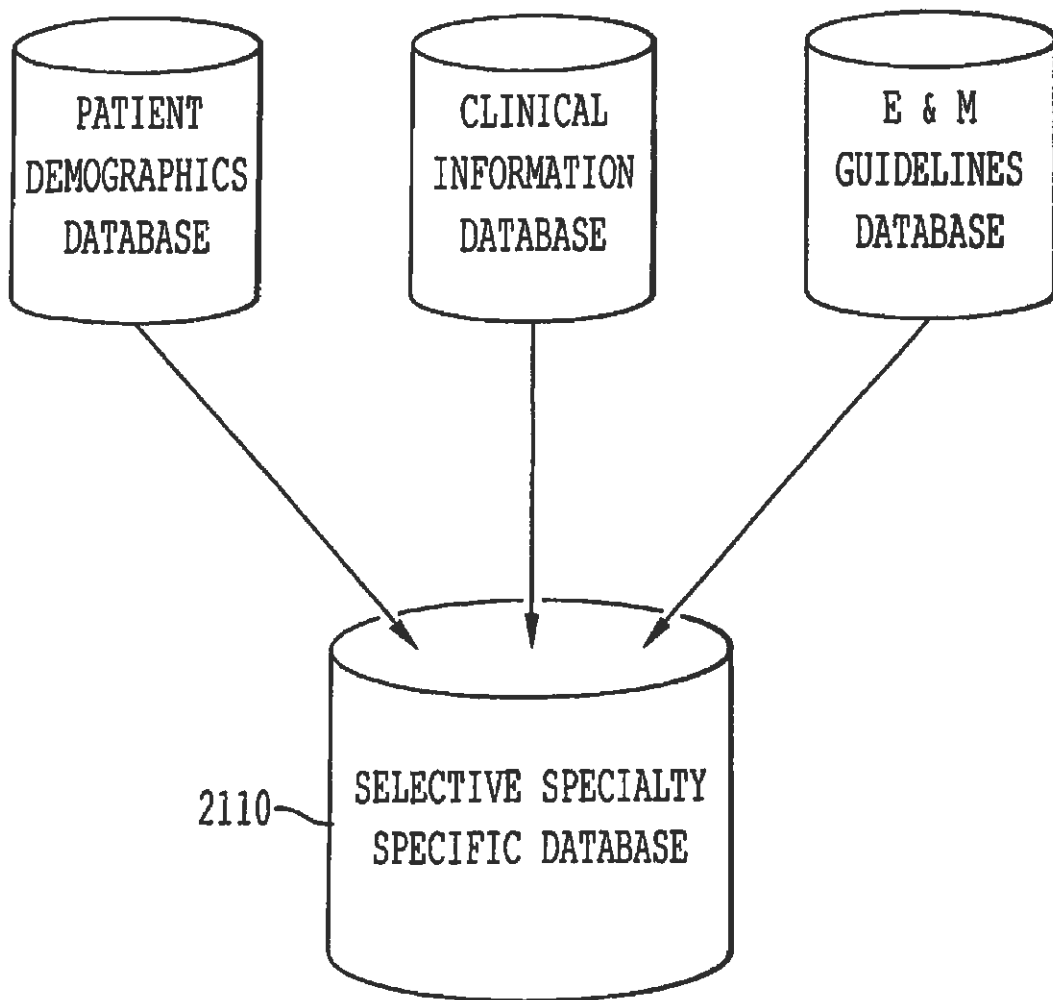 PATIENT
DEMOGRAPHICS
DATABASE
CLINICAL
INFORMATION
DATABASE
E & M
GUIDELINES
DATABASE
2110
SELECTIVE SPECIALTY
SPECIFIC DATABASE